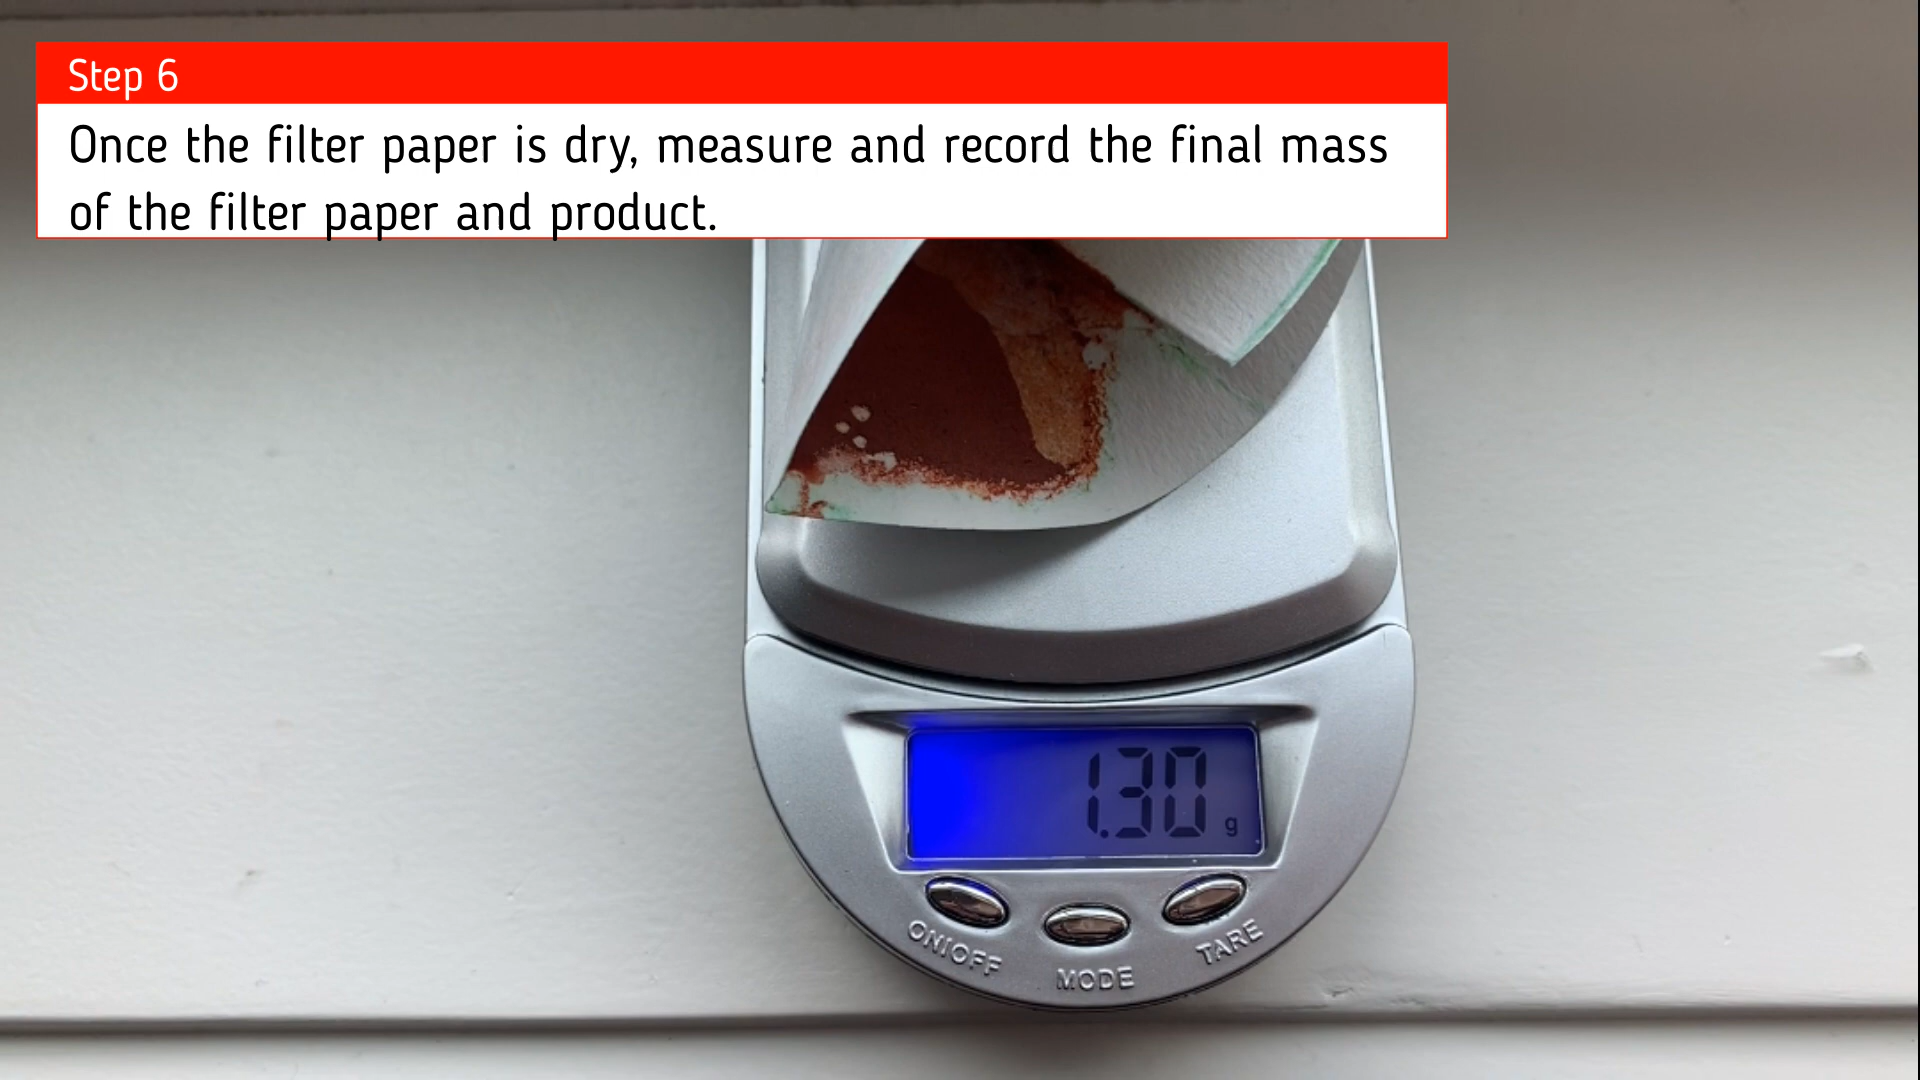 Step 6
Once the filter paper is dry, measure and record the final mass
of the filter paper and product.
1.30 g
ON/OFF
MODE
TARE